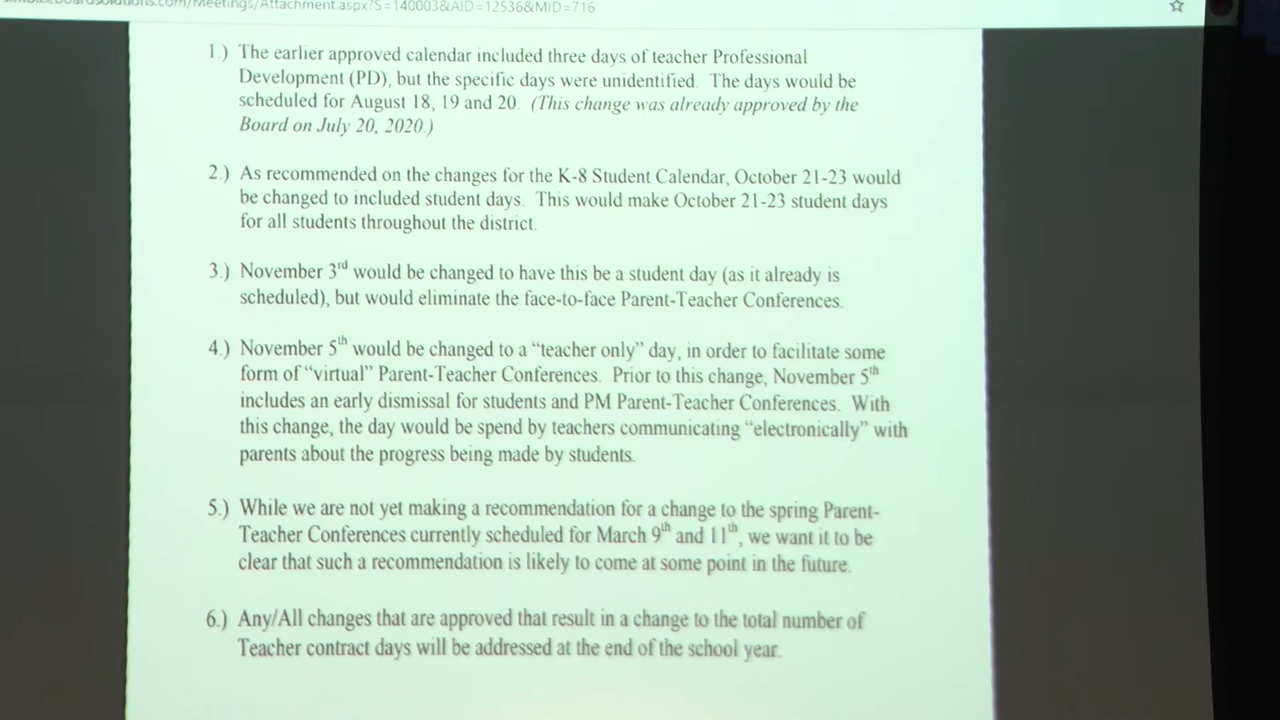 /Meetings/Attachment.aspx?S=140003&AID=12536&MID=716
1.) The earlier approved calendar included three days of teacher Professional
Development (PD), but the specific days were unidentified. The days would be
scheduled for August 18, 19 and 20. (This change was already approved by the
Board on July 20, 2020.)
2.) As recommended on the changes for the K-8 Student Calendar, October 21-23 would
be changed to included student days. This would make October 21-23 student days
for all students throughout the district.
3.) November 3rd would be changed to have this be a student day (as it already is
scheduled), but would eliminate the face-to-face Parent-Teacher Conferences.
4.) November 5th would be changed to a “teacher only” day, in order to facilitate some
form of “virtual” Parent-Teacher Conferences. Prior to this change, November 5th
includes an early dismissal for students and PM Parent-Teacher Conferences. With
this change, the day would be spend by teachers communicating “electronically” with
parents about the progress being made by students.
5.) While we are not yet making a recommendation for a change to the spring Parent-
Teacher Conferences currently scheduled for March 9th and 11th, we want it to be
clear that such a recommendation is likely to come at some point in the future.
6.) Any/All changes that are approved that result in a change to the total number of
Teacher contract days will be addressed at the end of the school year.